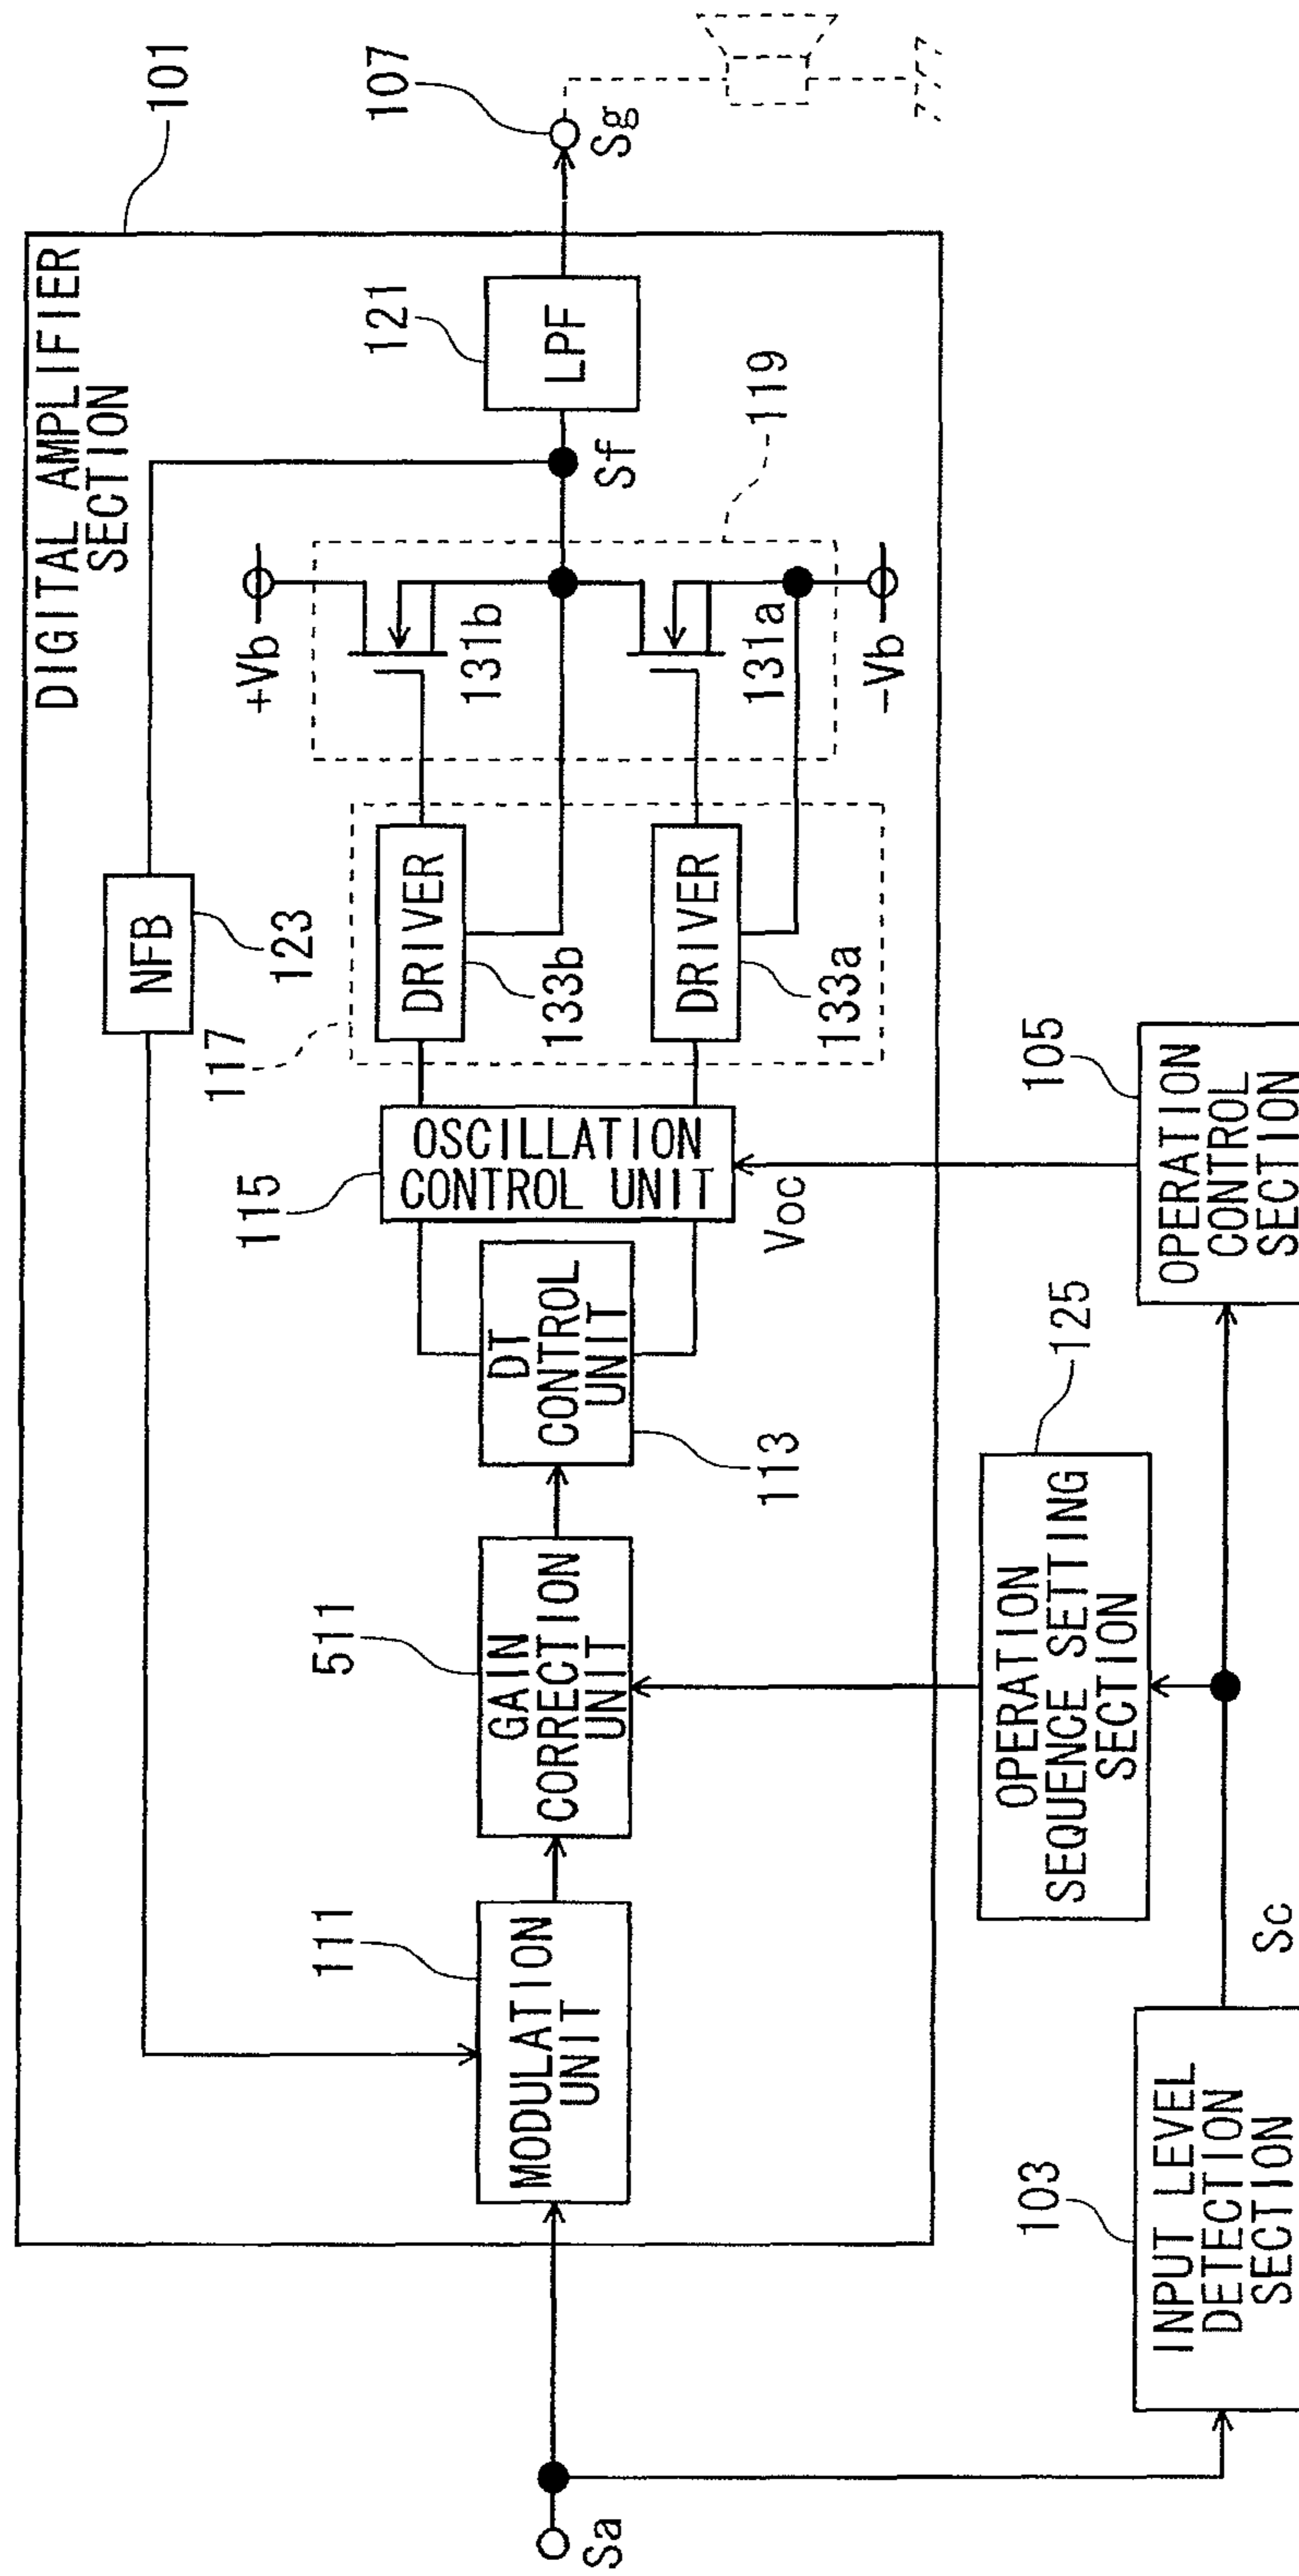 DIGITAL AMPLIFIER
SECTION
101
107
Sg
121
LPF
Sf
119
+Vb
131b
131a
-Vb
NFB
123
117
DRIVER
133b
DRIVER
133a
115
OSCILLATION
CONTROL UNIT
Voc
DT
CONTROL
UNIT
113
511
GAIN
CORRECTION
UNIT
111
MODULATION
UNIT
Sa
103
INPUT LEVEL
DETECTION
SECTION
Sc
125
OPERATION
SEQUENCE SETTING
SECTION
105
OPERATION
CONTROL
SECTION